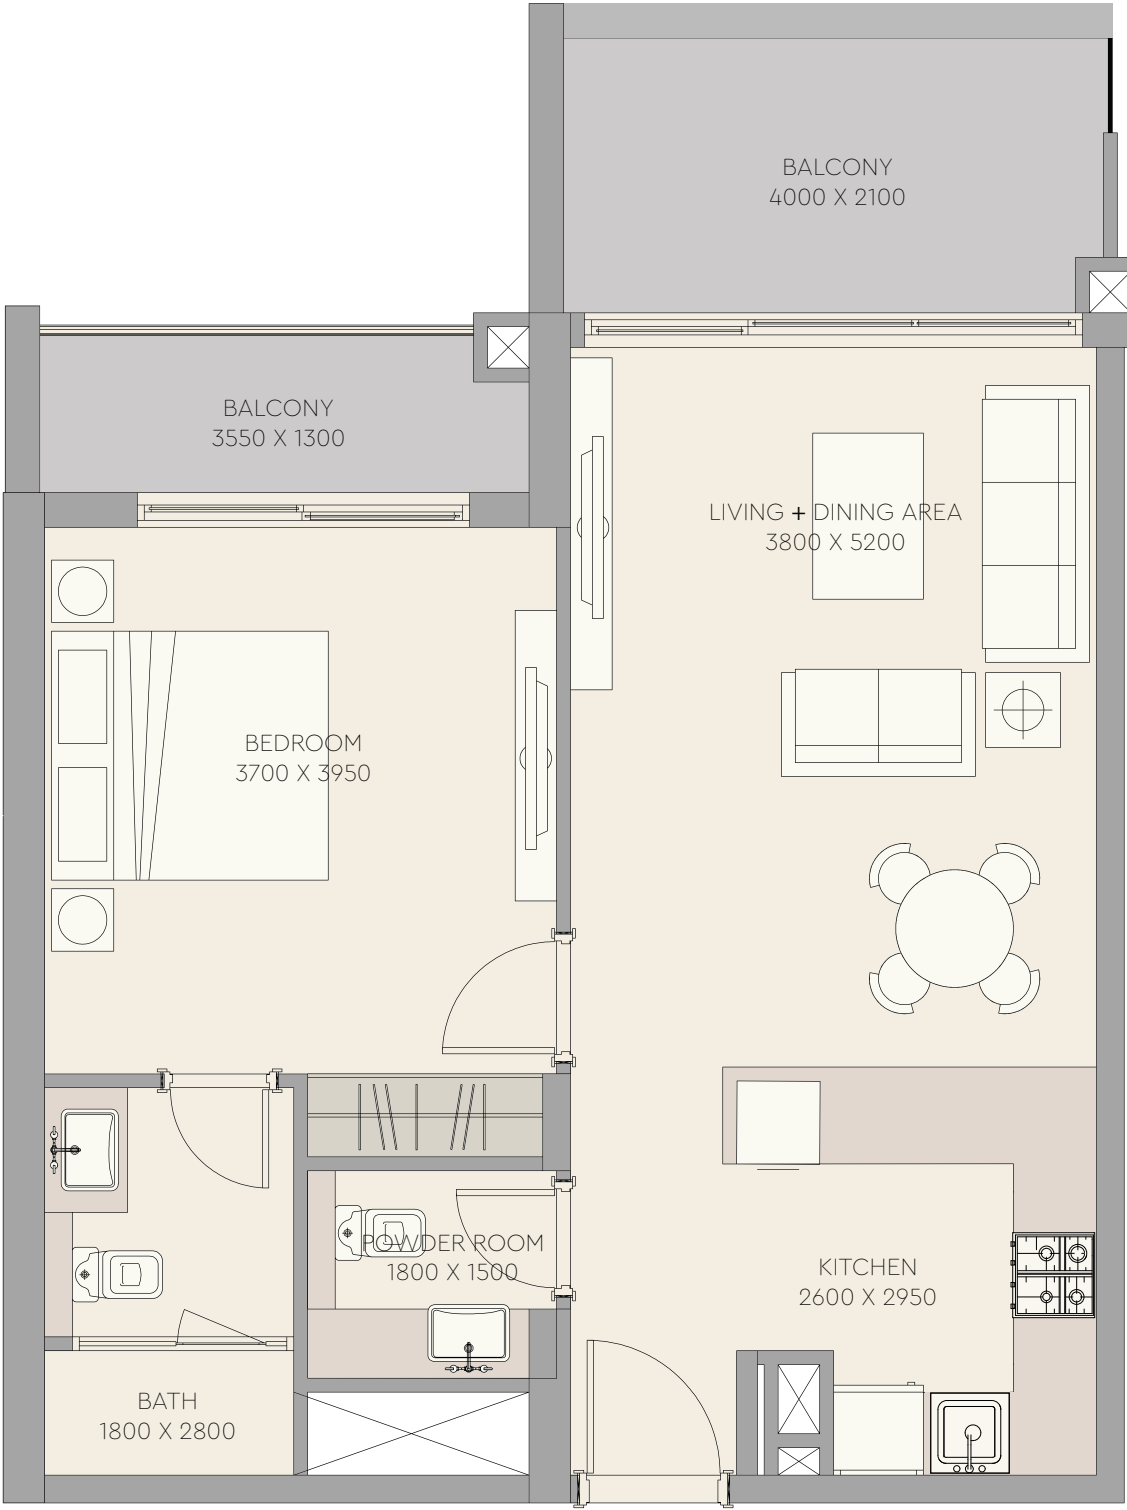 BALCONY
4000 X 2100
BALCONY
3550 X 1300
LIVING + DINING AREA
3800 X 5200
BEDROOM
3700 X 3950
POWDER ROOM
1800 X 1500
KITCHEN
2600 X 2950
BATH
1800 X 2800